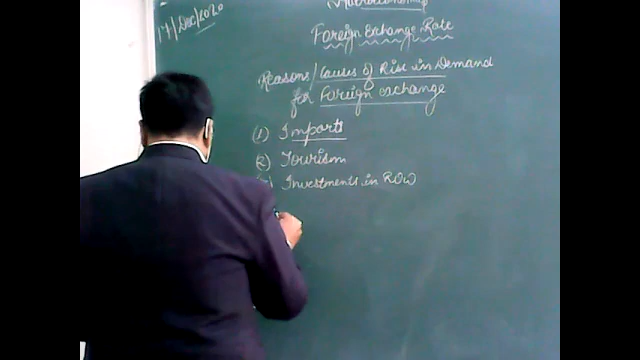 17/Dec/2020
Foreign Exchange Rate
Reasons/Causes of Rise in Demand
for Foreign exchange
(1) Imports
(2) Tourism
Investments in ROW